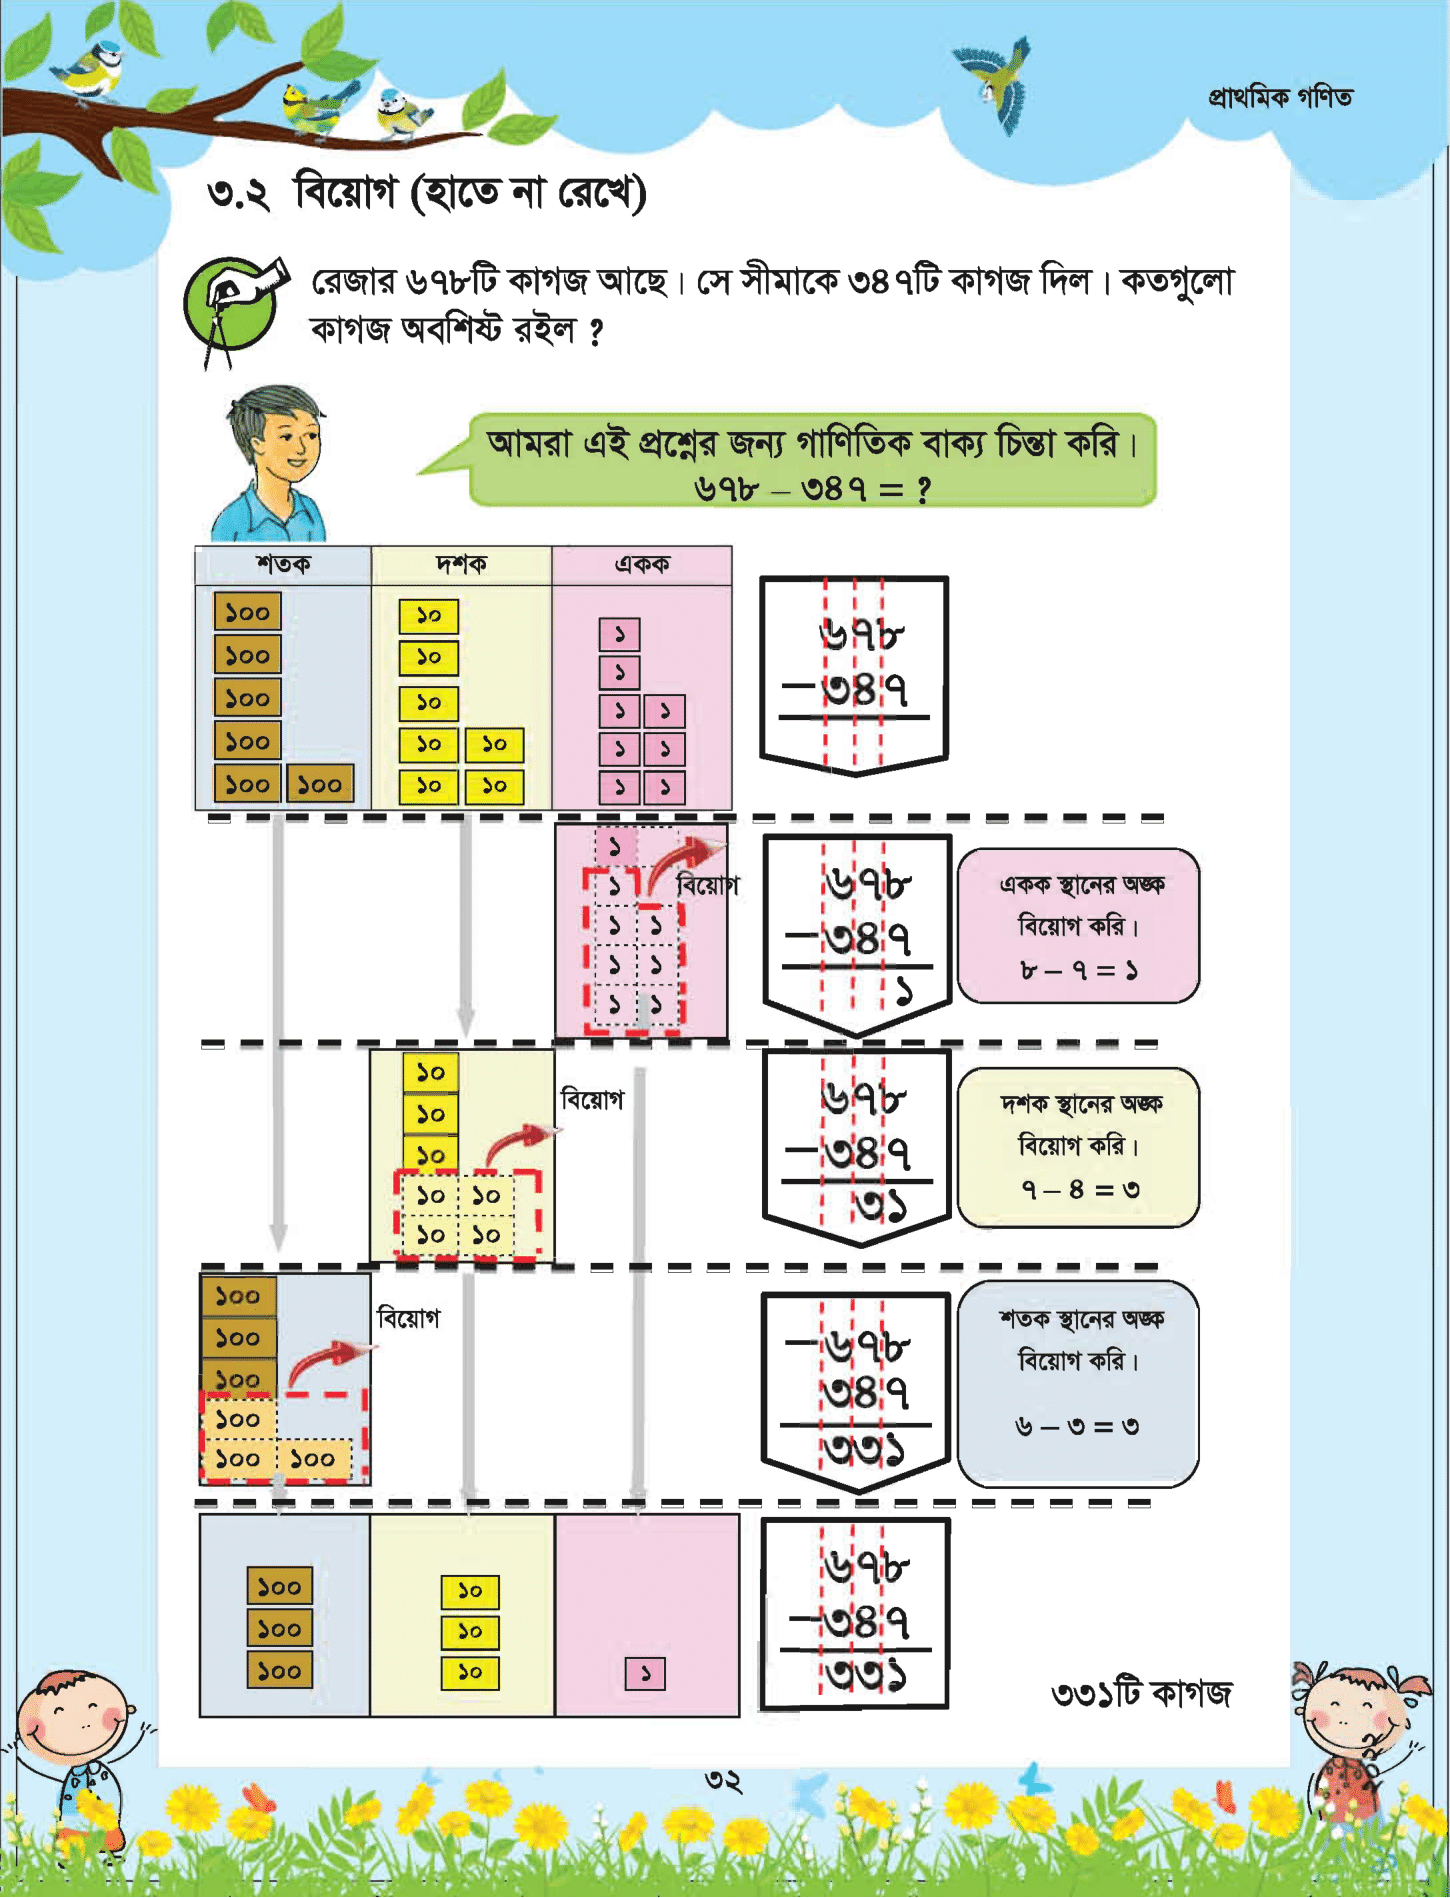 প্রাথমিক গণিত
৩.২ বিয়োগ (হাতে না রেখে)
রেজার ৬৭৮টি কাগজ আছে। সে সীমাকে ৩৪৭টি কাগজ দিল। কতগুলো
কাগজ অবশিষ্ট রইল ?
আমরা এই প্রশ্নের জন্য গাণিতিক বাক্য চিন্তা করি।
৬৭৮ – ৩৪৭ = ?
শতক দশক একক
১০০ ১০ ১
১০০ ১০ ১
১০০ ১০ ১ ১
১০০ ১০ ১০ ১ ১
১০০ ১০০ ১০ ১০ ১ ১
৬৭৮
–৩৪৭
১
১ বিয়োগ
১ ১
১ ১
১ ১
৬৭৮
–৩৪৭
১
একক স্থানের অঙ্ক
বিয়োগ করি।
৮ – ৭ = ১
১০
১০
১০
১০ ১০
১০ ১০
বিয়োগ
৬৭৮
–৩৪৭
৩১
দশক স্থানের অঙ্ক
বিয়োগ করি।
৭ – ৪ = ৩
১০০
১০০
১০০
১০০
১০০ ১০০
বিয়োগ
–৬৭৮
৩৪৭
৩৩১
শতক স্থানের অঙ্ক
বিয়োগ করি।
৬ – ৩ = ৩
১০০ ১০
১০০ ১০
১০০ ১০ ১
৬৭৮
–৩৪৭
৩৩১
৩৩১টি কাগজ
৩২